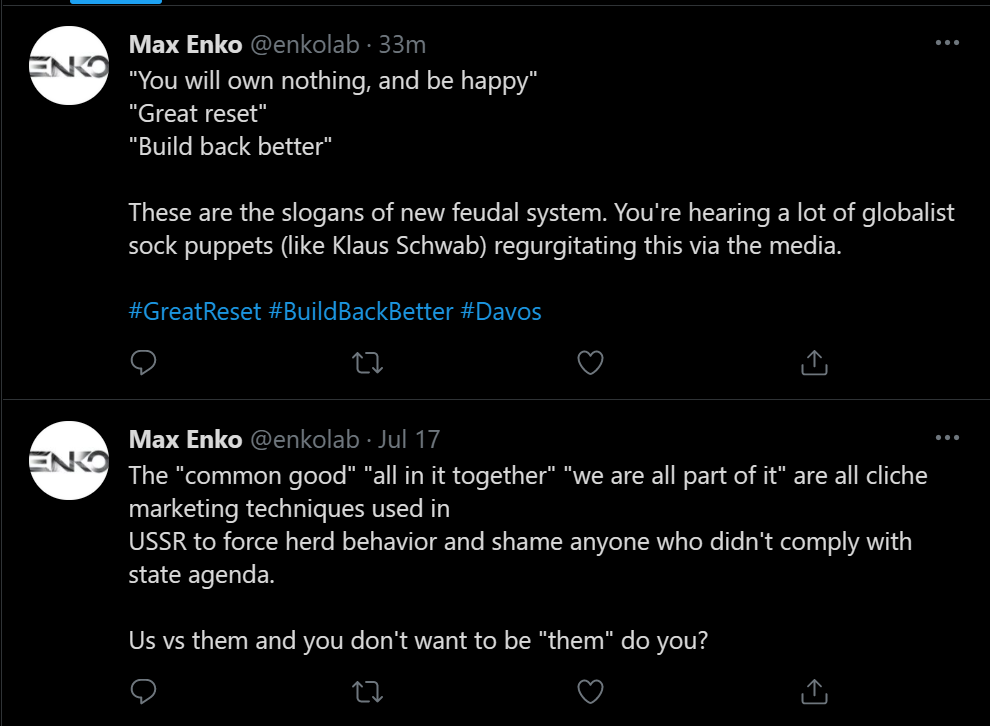 Max Enko @enkolab · 33m
"You will own nothing, and be happy"
"Great reset"
"Build back better"
These are the slogans of new feudal system. You're hearing a lot of globalist
sock puppets (like Klaus Schwab) regurgitating this via the media.
#GreatReset #BuildBackBetter #Davos
ENKO
Max Enko @enkolab · Jul 17
The "common good" "all in it together" "we are all part of it" are all cliche
marketing techniques used in
USSR to force herd behavior and shame anyone who didn't comply with
state agenda.
Us vs them and you don't want to be "them" do you?
ENKO